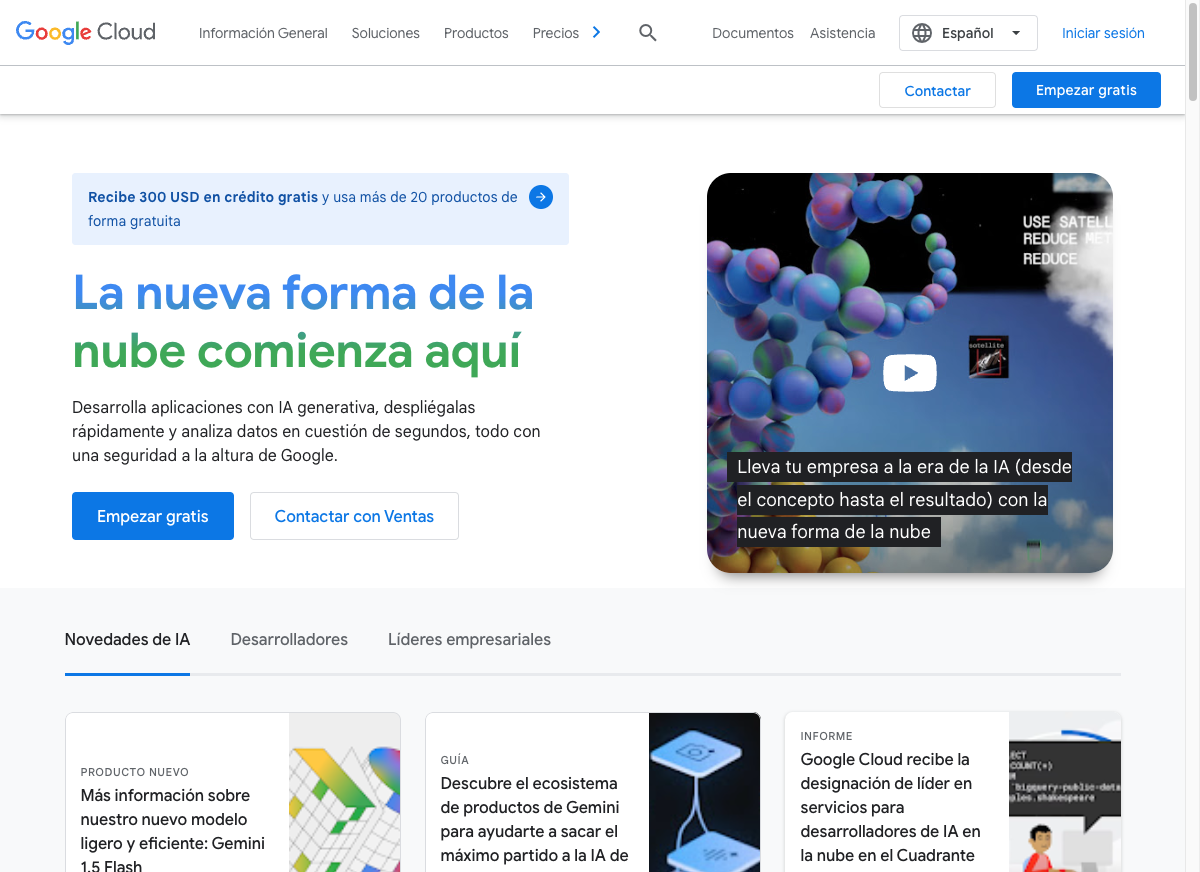 Google Cloud
Información General
Soluciones
Productos
Precios
Documentos
Asistencia
Español
Iniciar sesión
Contactar
Empezar gratis
Recibe 300 USD en crédito gratis y usa más de 20 productos de
forma gratuita
La nueva forma de la
nube comienza aquí
Desarrolla aplicaciones con IA generativa, despliégalas
rápidamente y analiza datos en cuestión de segundos, todo con
una seguridad a la altura de Google.
Empezar gratis
Contactar con Ventas
USE SATELL
REDUCE MET
REDUCE
satellite
Lleva tu empresa a la era de la IA (desde
el concepto hasta el resultado) con la
nueva forma de la nube
Novedades de IA
Desarrolladores
Líderes empresariales
PRODUCTO NUEVO
Más información sobre
nuestro nuevo modelo
ligero y eficiente: Gemini
1.5 Flash
GUÍA
Descubre el ecosistema
de productos de Gemini
para ayudarte a sacar el
máximo partido a la IA de
INFORME
Google Cloud recibe la
designación de líder en
servicios para
desarrolladores de IA en
la nube en el Cuadrante
ECT
COUNT(*)
M
`bigquery-public-data
ples.shakespeare